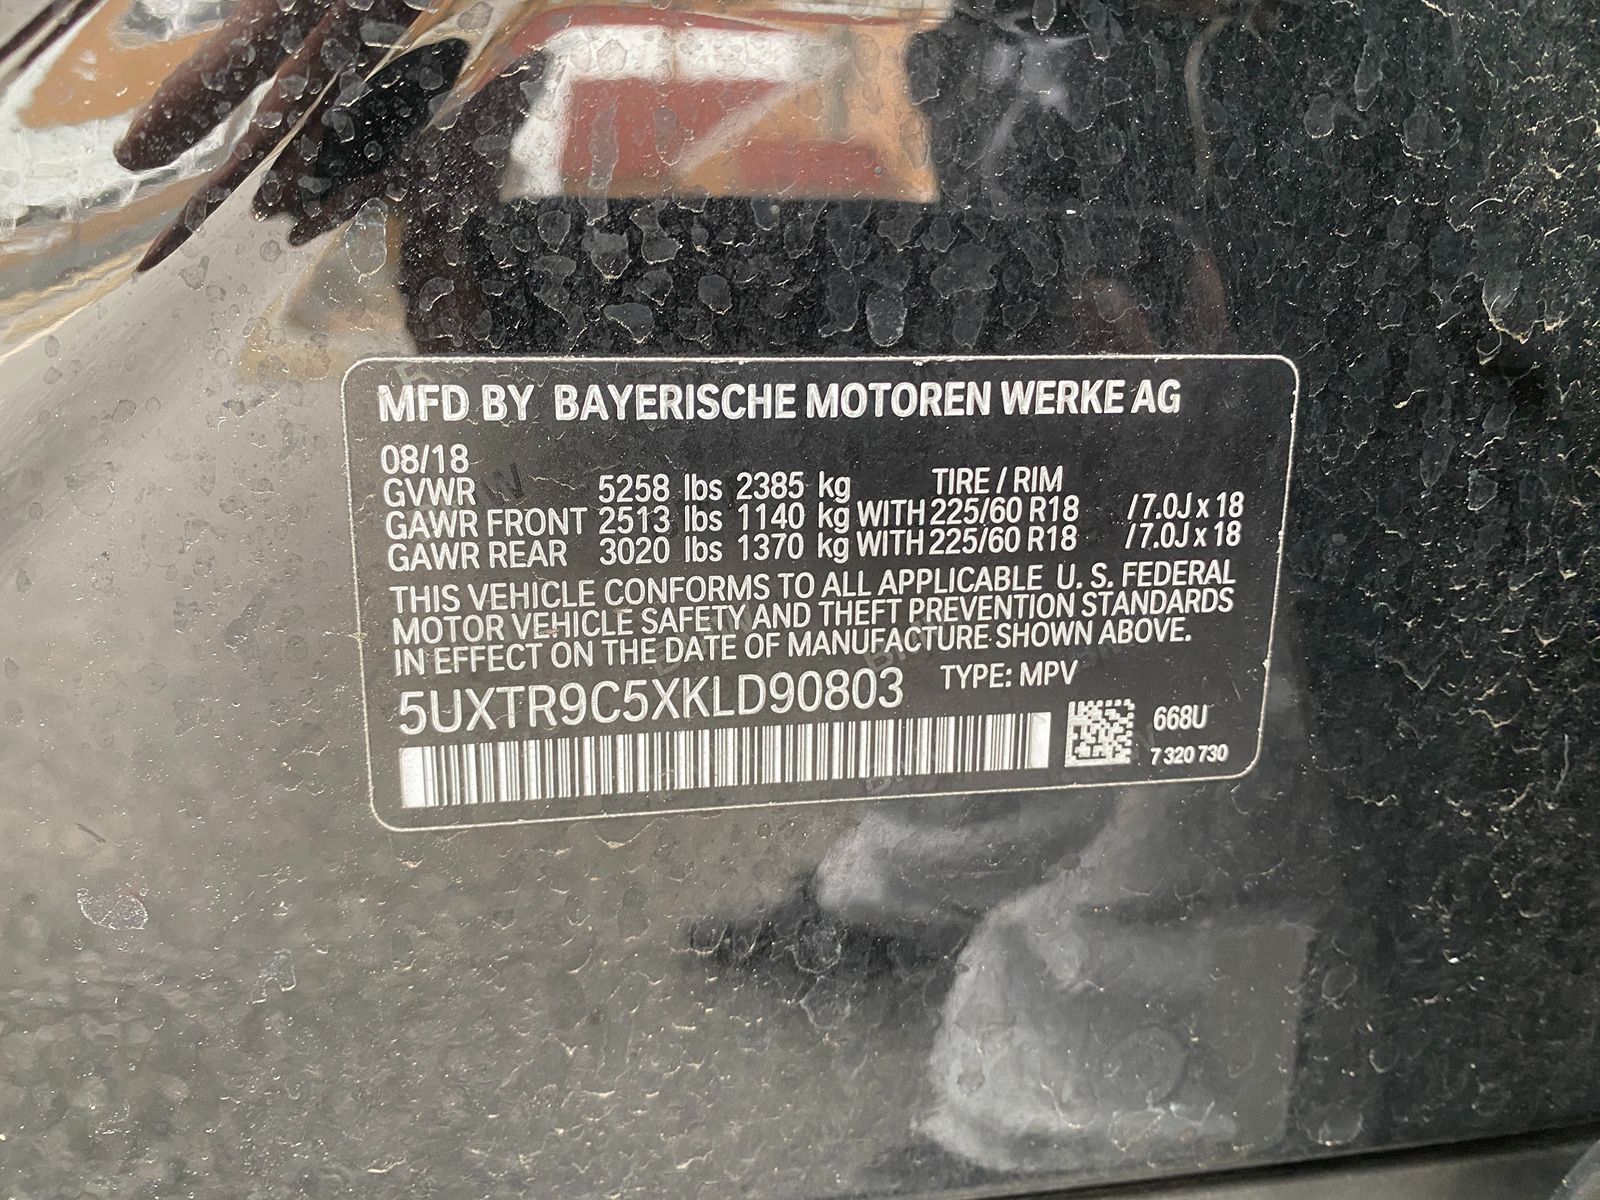 MFD BY BAYERISCHE MOTOREN WERKE AG
08/18
GVWR 5258 lbs 2385 kg TIRE / RIM
GAWR FRONT 2513 lbs 1140 kg WITH 225/60 R18 /7.0J x 18
GAWR REAR 3020 lbs 1370 kg WITH 225/60 R18 /7.0J x 18
THIS VEHICLE CONFORMS TO ALL APPLICABLE U. S. FEDERAL
MOTOR VEHICLE SAFETY AND THEFT PREVENTION STANDARDS
IN EFFECT ON THE DATE OF MANUFACTURE SHOWN ABOVE.
5UXTR9C5XKLD90803 TYPE: MPV
668U
7 320 730